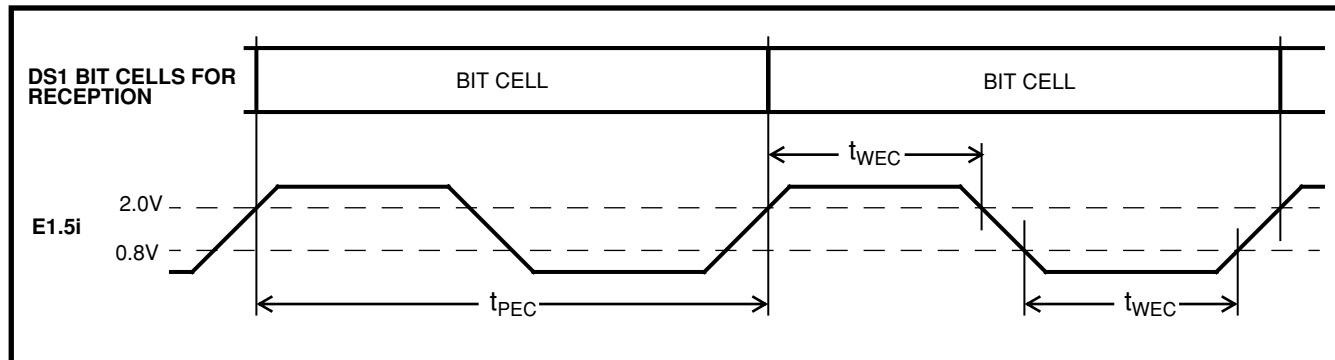 DS1 BIT CELLS FOR
RECEPTION
BIT CELL
BIT CELL
tWEC
2.0V
E1.5i
0.8V
tPEC
tWEC